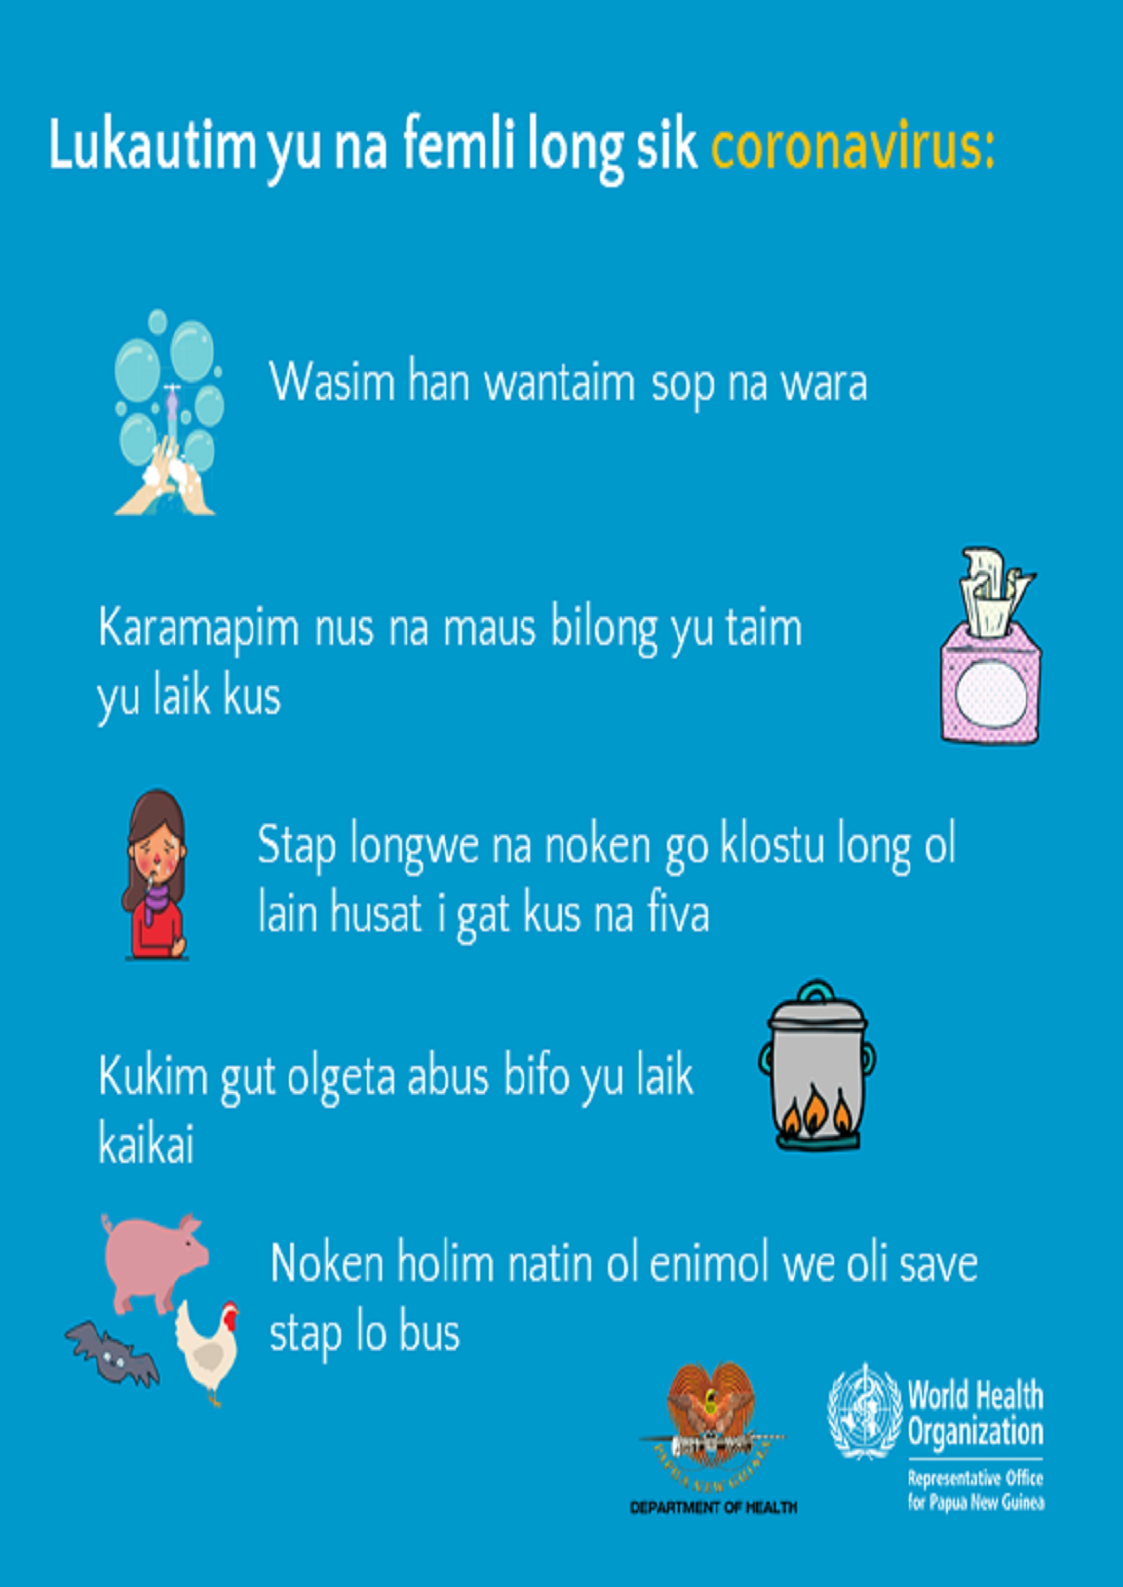 Lukautim yu na femli long sik coronavirus:
Wasim han wantaim sop na wara
Karamapim nus na maus bilong yu taim
yu laik kus
Stap longwe na noken go klostu long ol
lain husat i gat kus na fiva
Kukim gut olgeta abus bifo yu laik
kaikai
Noken holim natin ol enimol we oli save
stap lo bus
PAPUA NEW GUINEA
DEPARTMENT OF HEALTH
World Health
Organization
Representative Office
for Papua New Guinea